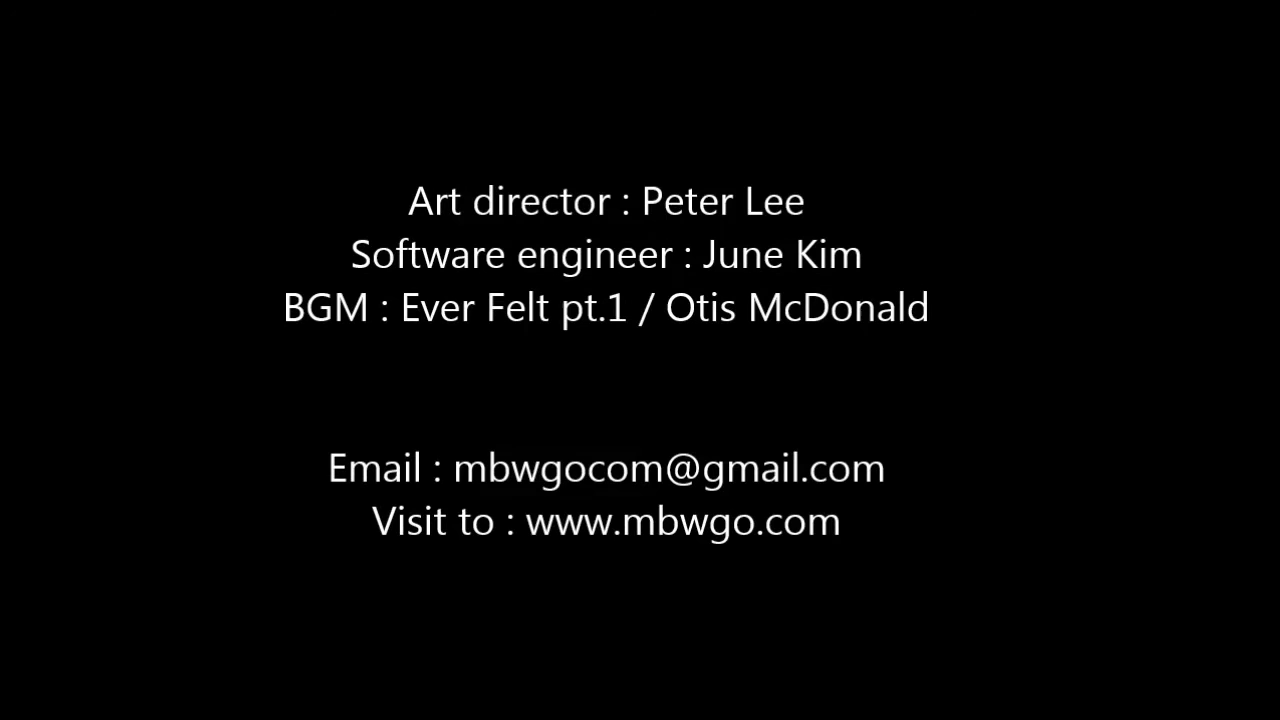 Art director : Peter Lee
Software engineer : June Kim
BGM : Ever Felt pt.1 / Otis McDonald
Email : mbwgocom@gmail.com
Visit to : www.mbwgo.com